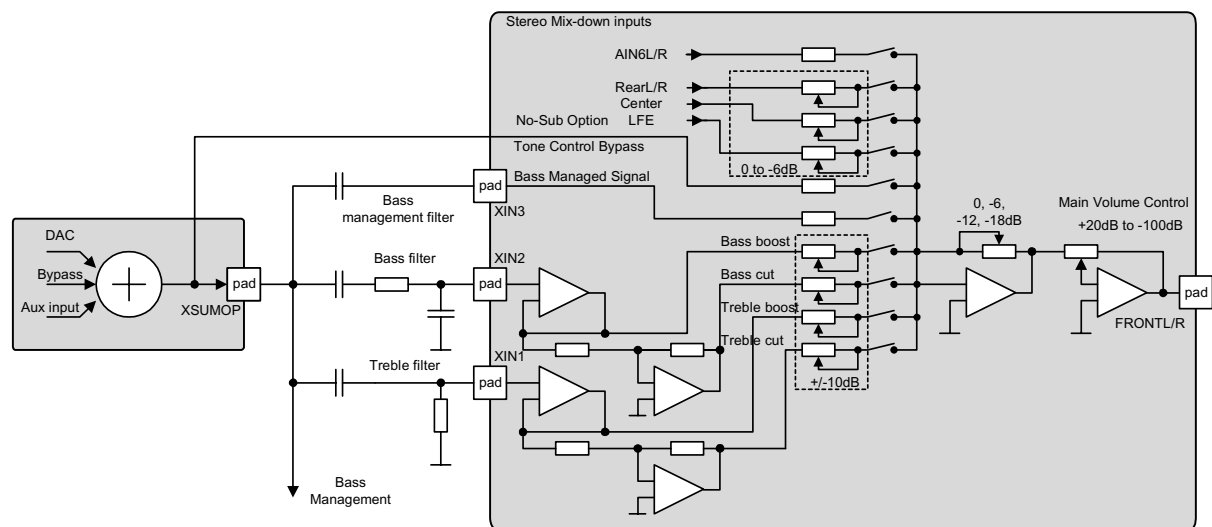 Stereo Mix-down inputs
AIN6L/R
RearL/R
Center
No-Sub Option LFE
Tone Control Bypass
0 to -6dB
pad
Bass Managed Signal
XIN3
Bass
management filter
0, -6,
-12, -18dB
Main Volume Control
+20dB to -100dB
DAC
Bypass
Aux input
pad
XSUMOP
Bass filter
XIN2
pad
Bass boost
Bass cut
Treble boost
Treble cut
+/-10dB
pad
FRONTL/R
Treble filter
XIN1
pad
Bass
Management